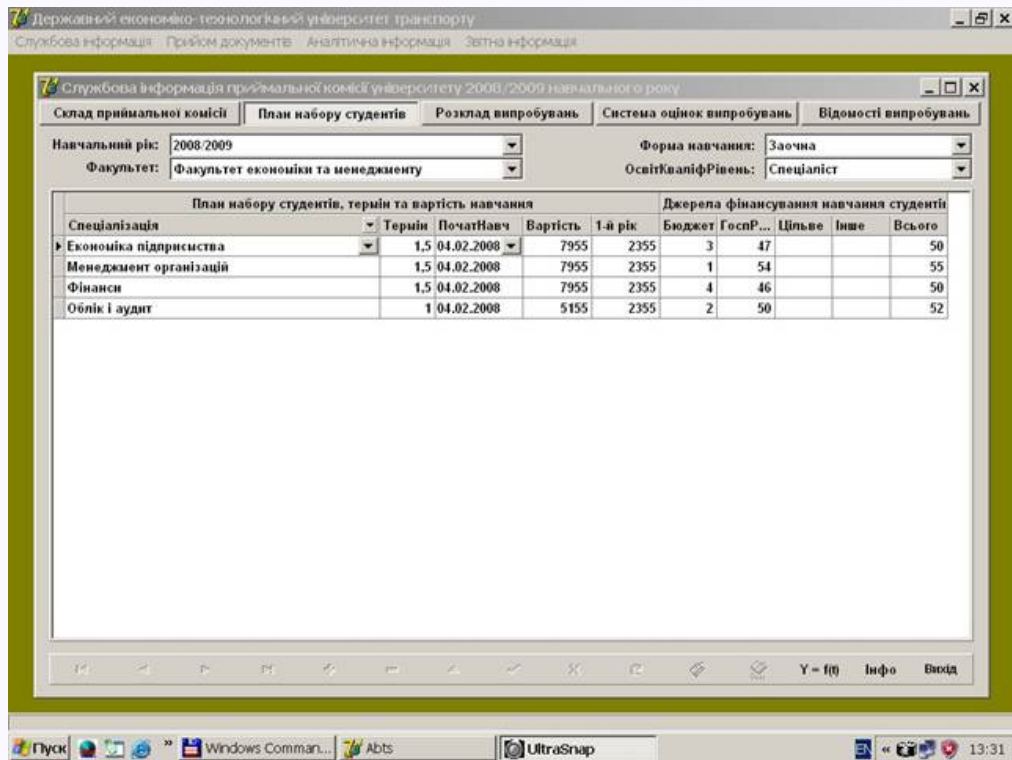 Державний економіко-технологічний університет транспорту
Службова інформація Прийом документів Аналітична інформація Звітна інформація
Службова інформація приймальної комісії університету 2008/2009 навчального року
Склад приймальної комісії План набору студентів Розклад випробувань Система оцінок випробувань Відомості випробувань
Навчальний рік: 2008/2009 Форма навчання: Заочна
Факультет: Факультет економіки та менеджменту ОсвітКваліфРівень: Спеціаліст
План набору студентів, термін та вартість навчання Джерела фінансування навчання студентів
Спеціалізація Термін ПочатНавч Вартість 1-й рік Бюджет ГоспР... Цільве Інше Всього
Економіка підприємства 1,5 04.02.2008 7955 2355 3 47 50
Менеджмент організацій 1,5 04.02.2008 7955 2355 1 54 55
Фінанси 1,5 04.02.2008 7955 2355 4 46 50
Облік і аудит 1 04.02.2008 5155 2355 2 50 52
Y = f(t) Інфо Вихід
Пуск » Windows Comman... Abts UltraSnap EN « 13:31